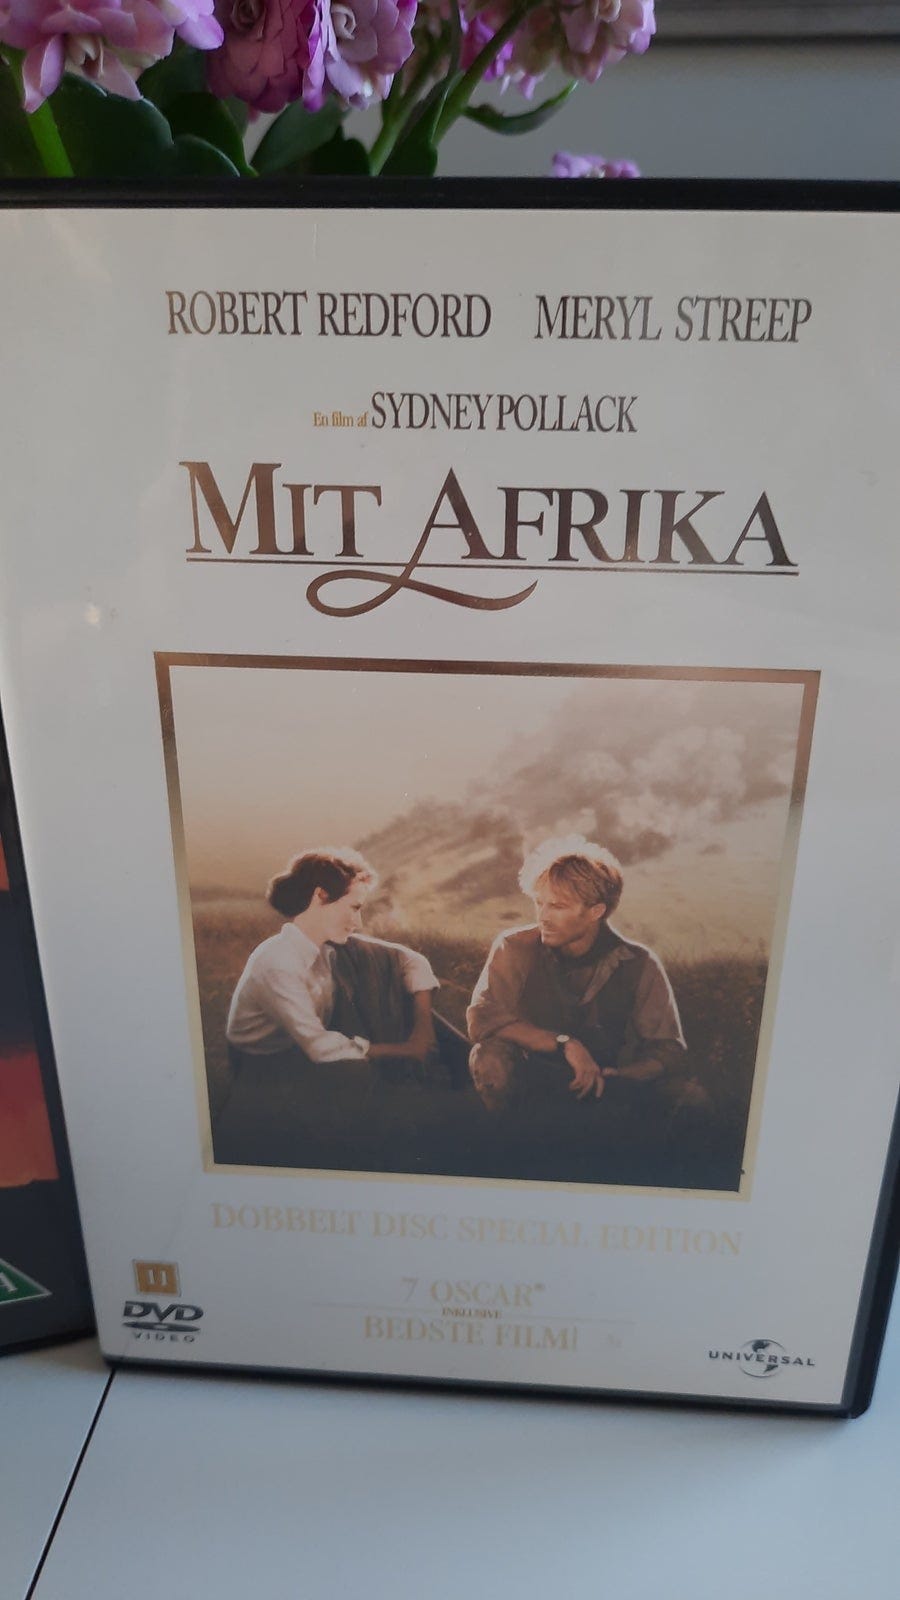 ROBERT REDFORD MERYL STREEP
En film af SYDNEY POLLACK
MIT AFRIKA
DOBBELT DISC SPECIAL EDITION
11
7 OSCAR®
INKLUSIVE
BEDSTE FILM!
DVD
VIDEO
UNIVERSAL
A